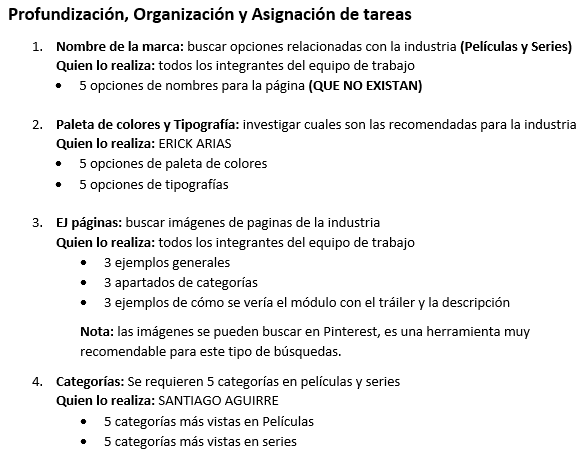 Profundización, Organización y Asignación de tareas
1. Nombre de la marca: buscar opciones relacionadas con la industria (Películas y Series)
Quien lo realiza: todos los integrantes del equipo de trabajo
• 5 opciones de nombres para la página (QUE NO EXISTAN)
2. Paleta de colores y Tipografía: investigar cuales son las recomendadas para la industria
Quien lo realiza: ERICK ARIAS
• 5 opciones de paleta de colores
• 5 opciones de tipografías
3. EJ páginas: buscar imágenes de paginas de la industria
Quien lo realiza: todos los integrantes del equipo de trabajo
• 3 ejemplos generales
• 3 apartados de categorías
• 3 ejemplos de cómo se vería el módulo con el tráiler y la descripción
Nota: las imágenes se pueden buscar en Pinterest, es una herramienta muy
recomendable para este tipo de búsquedas.
4. Categorías: Se requieren 5 categorías en películas y series
Quien lo realiza: SANTIAGO AGUIRRE
• 5 categorías más vistas en Películas
• 5 categorías más vistas en series